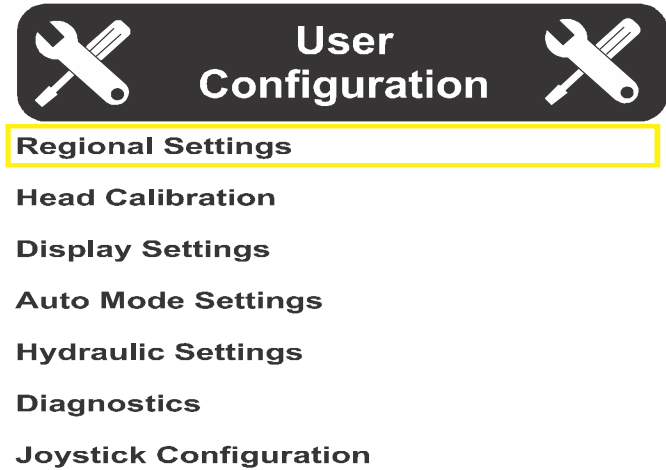 User
Configuration
Regional Settings
Head Calibration
Display Settings
Auto Mode Settings
Hydraulic Settings
Diagnostics
Joystick Configuration